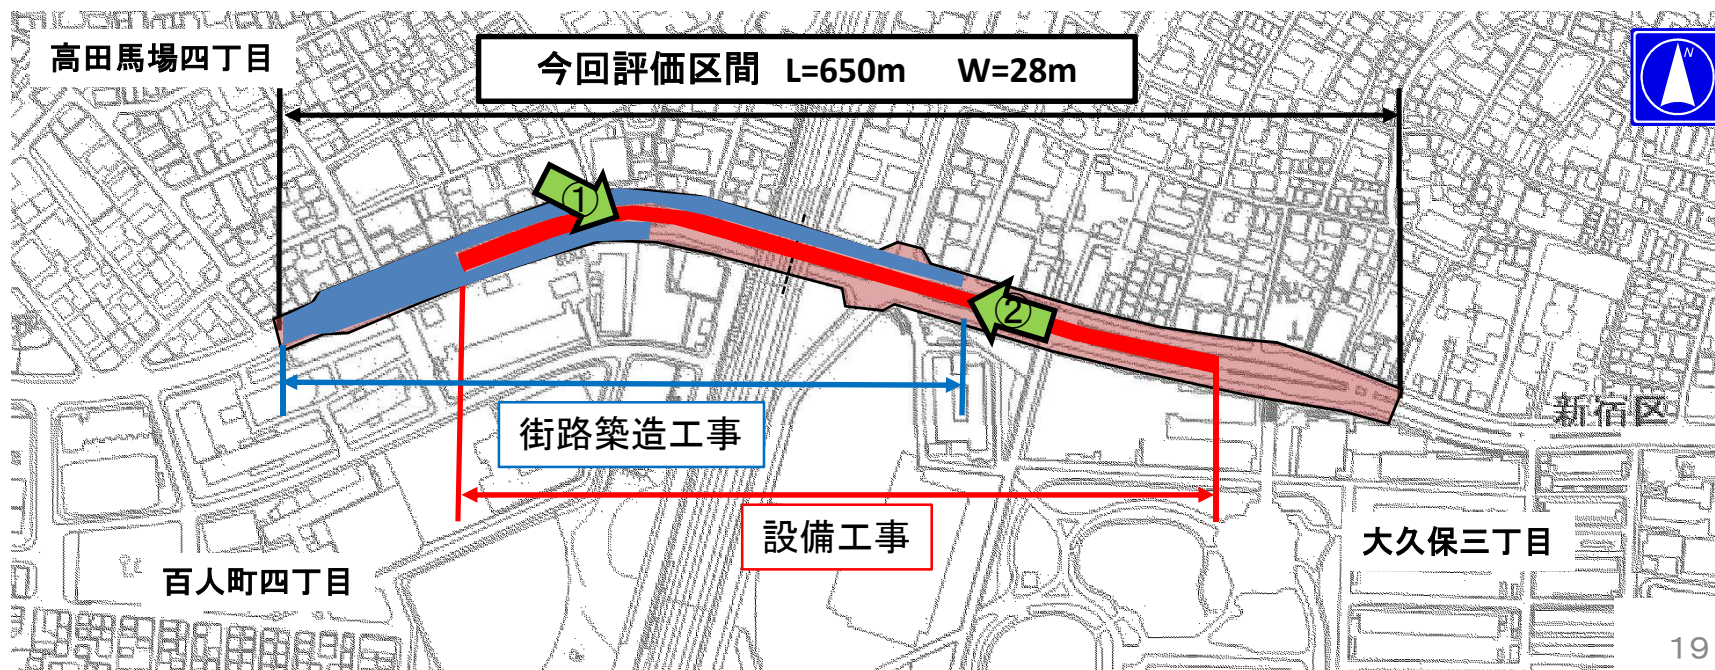 高田馬場四丁目
今回評価区間 L=650m W=28m
N
①
②
街路築造工事
設備工事
新宿区
大久保三丁目
百人町四丁目
19